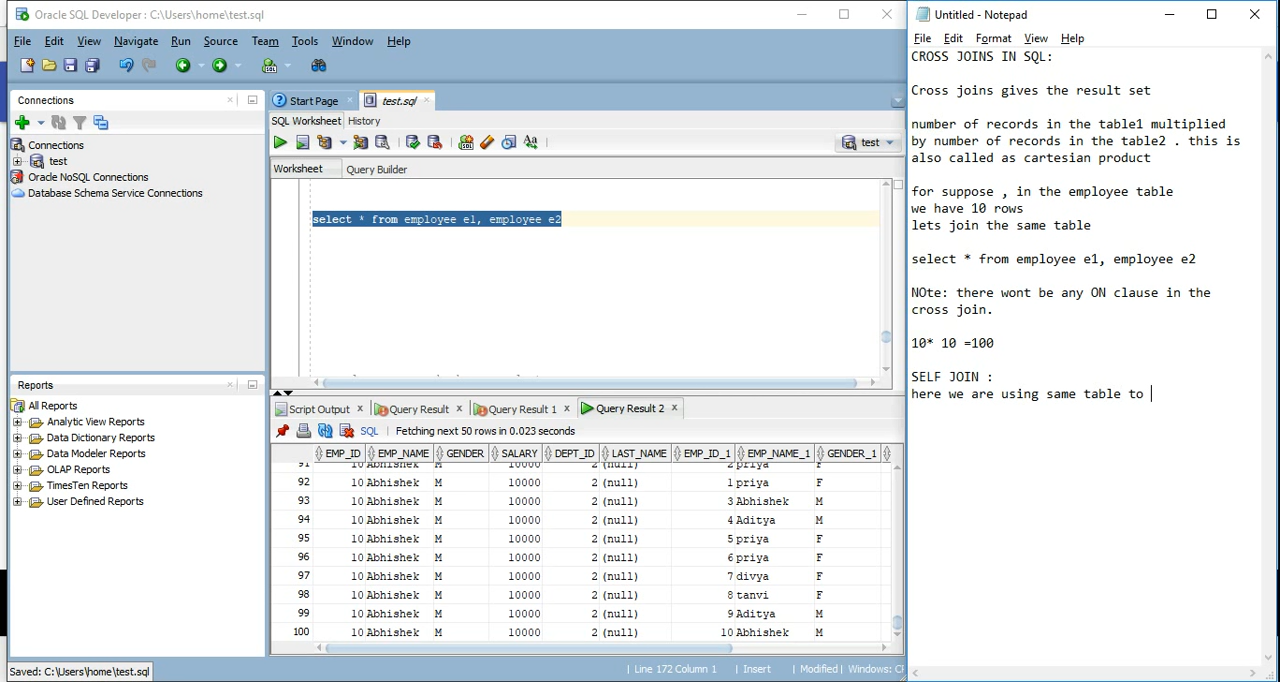 Oracle SQL Developer : C:\Users\home\test.sql
File Edit View Navigate Run Source Team Tools Window Help
Connections
Connections
test
Oracle NoSQL Connections
Database Schema Service Connections
Reports
All Reports
Analytic View Reports
Data Dictionary Reports
Data Modeler Reports
OLAP Reports
TimesTen Reports
User Defined Reports
Start Page
test.sql
SQL Worksheet History
test
Worksheet Query Builder
select * from employee e1, employee e2
Script Output Query Result Query Result 1 Query Result 2
SQL Fetching next 50 rows in 0.023 seconds
EMP_ID EMP_NAME GENDER SALARY DEPT_ID LAST_NAME EMP_ID_1 EMP_NAME_1 GENDER_1
91 10 Abhishek M 10000 2 (null) 2 priya F
92 10 Abhishek M 10000 2 (null) 1 priya F
93 10 Abhishek M 10000 2 (null) 3 Abhishek M
94 10 Abhishek M 10000 2 (null) 4 Aditya M
95 10 Abhishek M 10000 2 (null) 5 priya F
96 10 Abhishek M 10000 2 (null) 6 priya F
97 10 Abhishek M 10000 2 (null) 7 divya F
98 10 Abhishek M 10000 2 (null) 8 tanvi F
99 10 Abhishek M 10000 2 (null) 9 Aditya M
100 10 Abhishek M 10000 2 (null) 10 Abhishek M
Saved: C:\Users\home\test.sql
Line 172 Column 1 Insert Modified Windows:
Untitled - Notepad
File Edit Format View Help
CROSS JOINS IN SQL:
Cross joins gives the result set
number of records in the table1 multiplied
by number of records in the table2 . this is
also called as cartesian product
for suppose , in the employee table
we have 10 rows
lets join the same table
select * from employee e1, employee e2
NOte: there wont be any ON clause in the
cross join.
10* 10 =100
SELF JOIN :
here we are using same table to